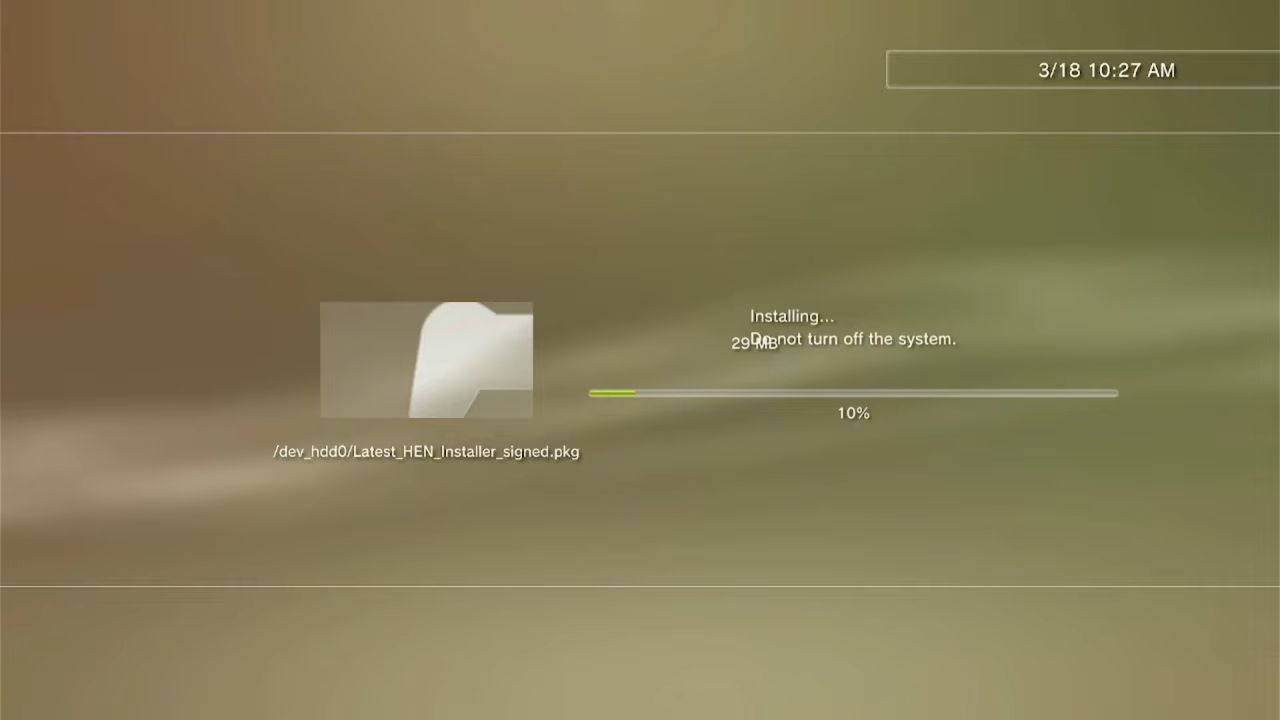 3/18 10:27 AM
Installing...
Do not turn off the system.
29 MB
10%
/dev_hdd0/Latest_HEN_Installer_signed.pkg